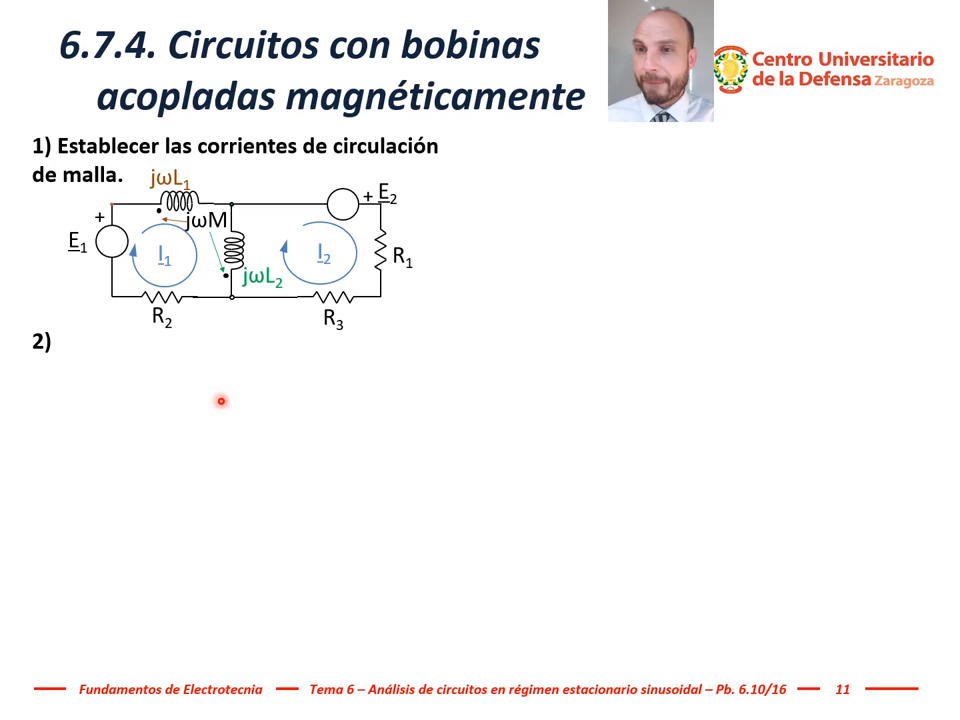 6.7.4. Circuitos con bobinas
acopladas magnéticamente
Centro Universitario
de la Defensa Zaragoza
1) Establecer las corrientes de circulación
de malla.
jωL1
+ E2
+
jωM
E1
I1
I2
R1
jωL2
R2
R3
2)
Fundamentos de Electrotecnia
Tema 6 – Análisis de circuitos en régimen estacionario sinusoidal – Pb. 6.10/16
11